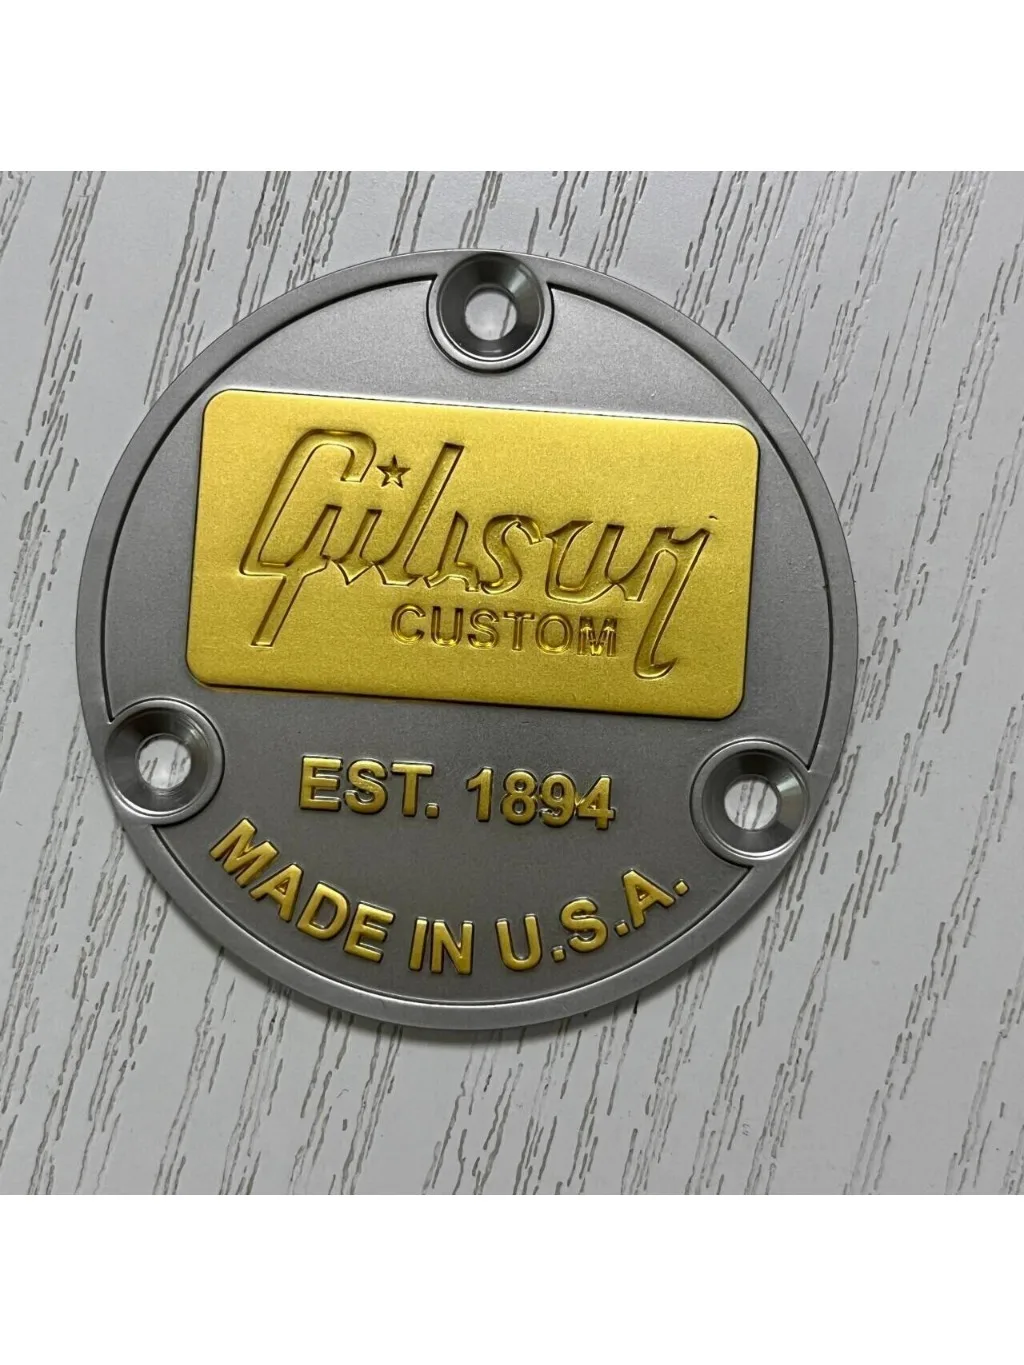 Gibson
CUSTOM
EST. 1894
MADE IN U.S.A.